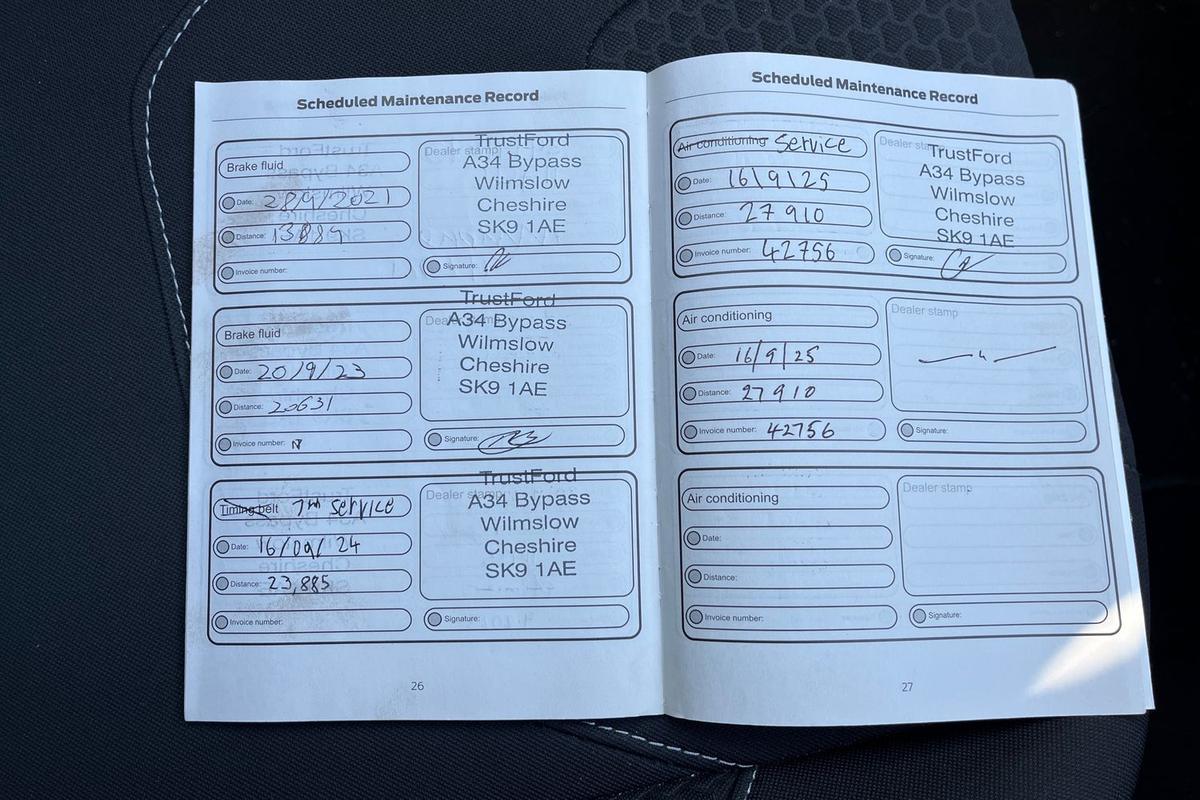 Scheduled Maintenance Record
Brake fluid
Date: 28/9/2021
Distance: 13884
Invoice number:
Dealer stamp
TrustFord
A34 Bypass
Wilmslow
Cheshire
SK9 1AE
Signature:
Brake fluid
Date: 20/9/23
Distance: 20631
Invoice number: N
Dealer stamp
TrustFord
A34 Bypass
Wilmslow
Cheshire
SK9 1AE
Signature:
Timing belt 7th SERVICE
Date: 16/09/24
Distance: 23,885
Invoice number:
Dealer stamp
TrustFord
A34 Bypass
Wilmslow
Cheshire
SK9 1AE
Signature:
26
Scheduled Maintenance Record
Air conditioning Service
Date: 16\9\25
Distance: 27910
Invoice number: 42756
Dealer stamp
TrustFord
A34 Bypass
Wilmslow
Cheshire
SK9 1AE
Signature:
Air conditioning
Date: 16/9/25
Distance: 27910
Invoice number: 42756
Dealer stamp
Signature:
Air conditioning
Date:
Distance:
Invoice number:
Dealer stamp
Signature:
27